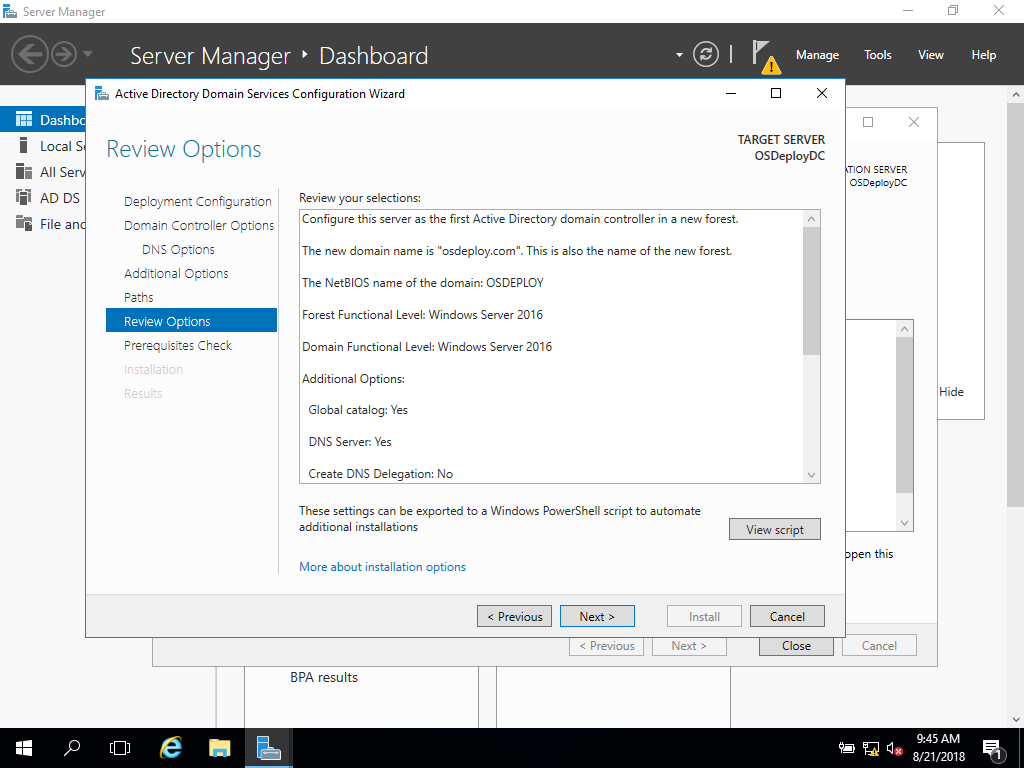 Server Manager
Server Manager ‣ Dashboard
Manage Tools View Help
Active Directory Domain Services Configuration Wizard
Review Options
TARGET SERVER
OSDeployDC
Dashbo
Local Se
All Serv
AD DS
File anc
Deployment Configuration
Domain Controller Options
DNS Options
Additional Options
Paths
Review Options
Prerequisites Check
Installation
Results
Review your selections:
Configure this server as the first Active Directory domain controller in a new forest.
The new domain name is "osdeploy.com". This is also the name of the new forest.
The NetBIOS name of the domain: OSDEPLOY
Forest Functional Level: Windows Server 2016
Domain Functional Level: Windows Server 2016
Additional Options:
Global catalog: Yes
DNS Server: Yes
Create DNS Delegation: No
These settings can be exported to a Windows PowerShell script to automate
additional installations
View script
More about installation options
< Previous Next > Install Cancel
ATION SERVER
OSDeployDC
Hide
open this
< Previous Next > Close Cancel
BPA results
9:45 AM
8/21/2018
1